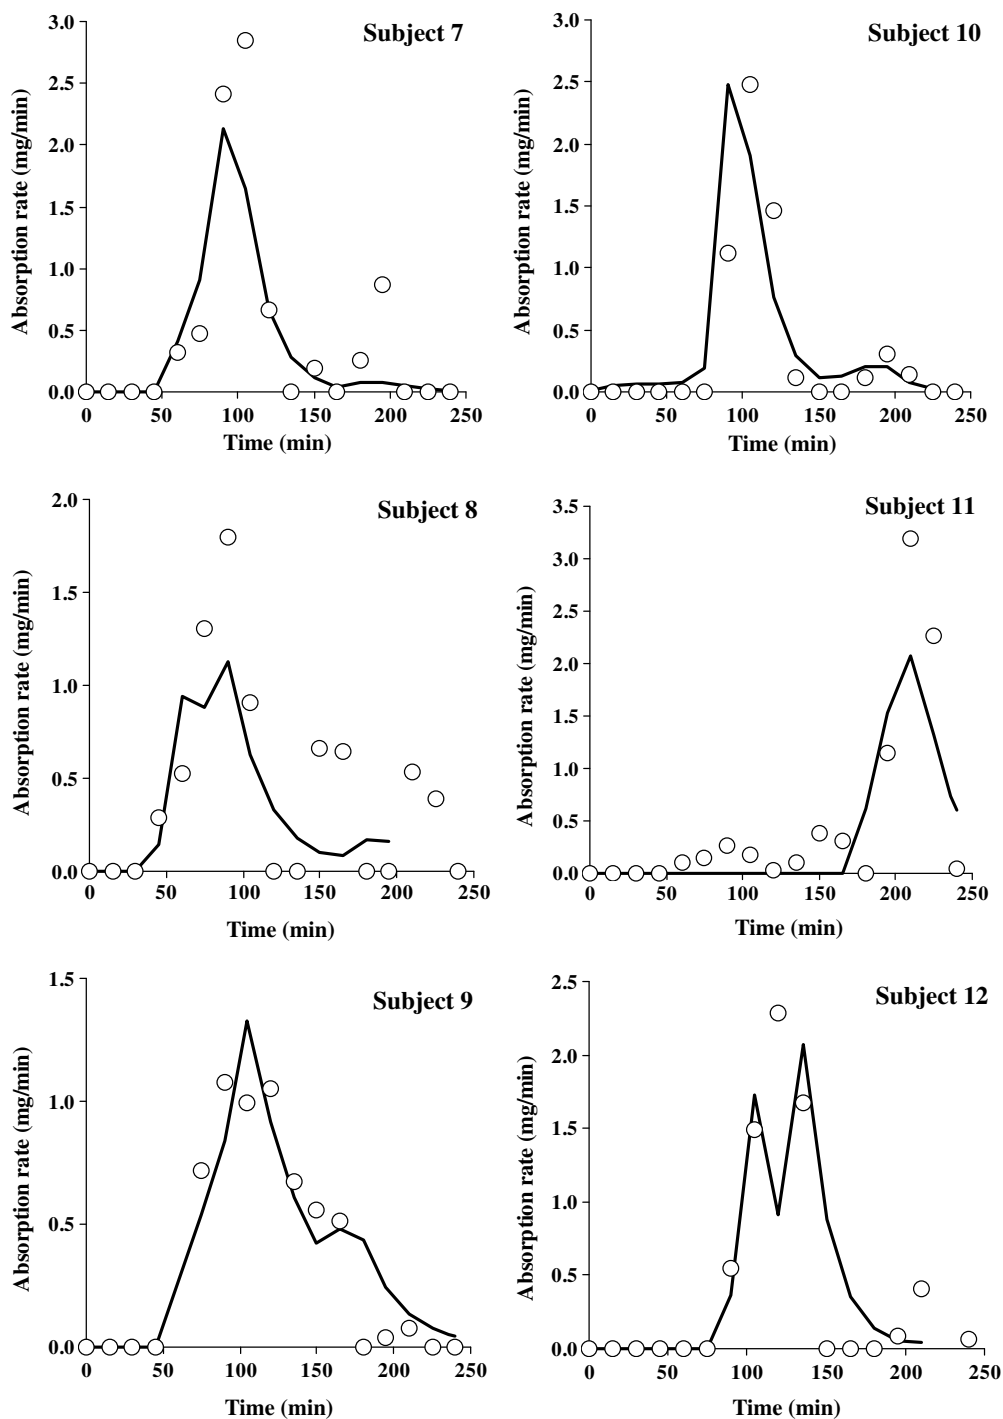 Subject 7
Absorption rate (mg/min)
3.0
2.5
2.0
1.5
1.0
0.5
0.0
0 50 100 150 200 250
Time (min)
Subject 10
Absorption rate (mg/min)
3.0
2.5
2.0
1.5
1.0
0.5
0.0
0 50 100 150 200 250
Time (min)
Subject 8
Absorption rate (mg/min)
2.0
1.5
1.0
0.5
0.0
0 50 100 150 200 250
Time (min)
Subject 11
Absorption rate (mg/min)
3.5
3.0
2.5
2.0
1.5
1.0
0.5
0.0
0 50 100 150 200 250
Time (min)
Subject 9
Absorption rate (mg/min)
1.5
1.0
0.5
0.0
0 50 100 150 200 250
Time (min)
Subject 12
Absorption rate (mg/min)
2.5
2.0
1.5
1.0
0.5
0.0
0 50 100 150 200 250
Time (min)